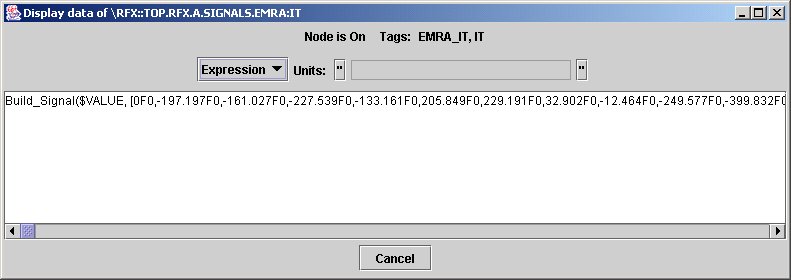 Display data of \RFX::TOP.RFX.A.SIGNALS.EMRA:IT
Node is On Tags: EMRA_IT, IT
Expression Units: " "
Build_Signal($VALUE, [0F0,-197.197F0,-161.027F0,-227.539F0,-133.161F0,205.849F0,229.191F0,32.902F0,-12.464F0,-249.577F0,-399.832F0
Cancel